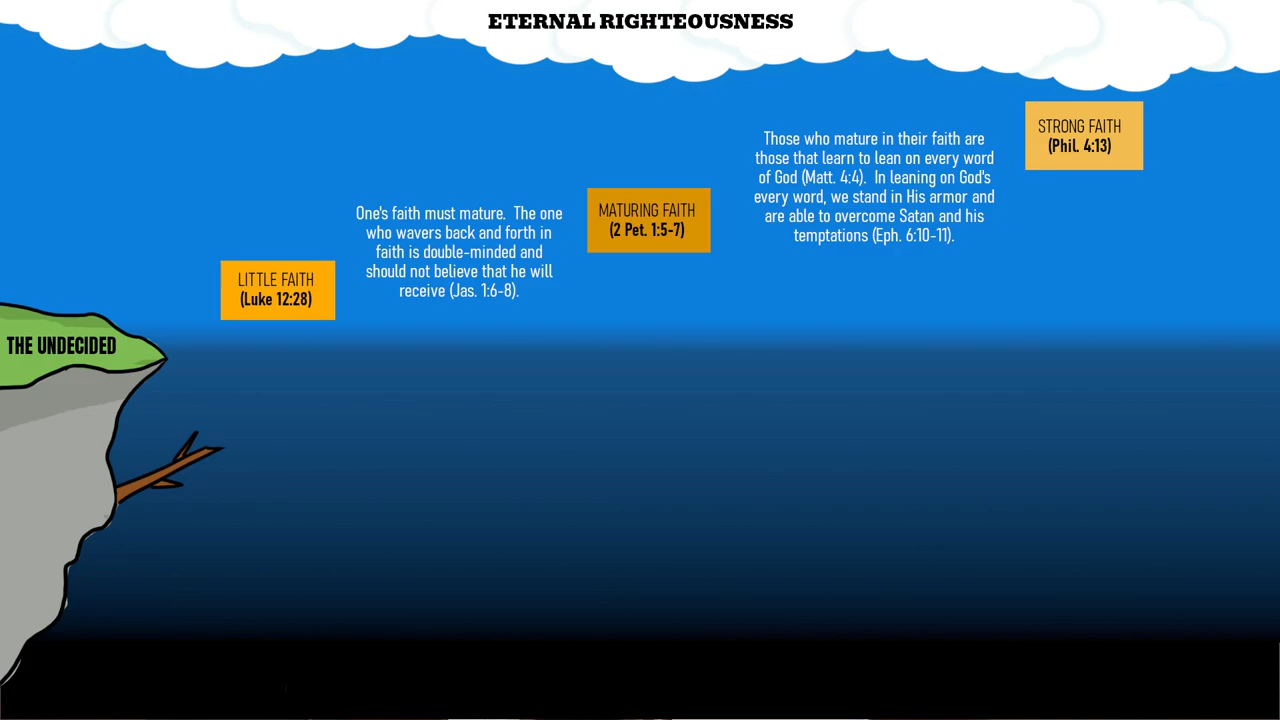 ETERNAL RIGHTEOUSNESS
STRONG FAITH
(Phil. 4:13)
Those who mature in their faith are
those that learn to lean on every word
of God (Matt. 4:4).  In leaning on God's
every word, we stand in His armor and
are able to overcome Satan and his
temptations (Eph. 6:10-11).
MATURING FAITH
(2 Pet. 1:5-7)
One's faith must mature.  The one
who wavers back and forth in
faith is double-minded and
should not believe that he will
receive (Jas. 1:6-8).
LITTLE FAITH
(Luke 12:28)
THE UNDECIDED